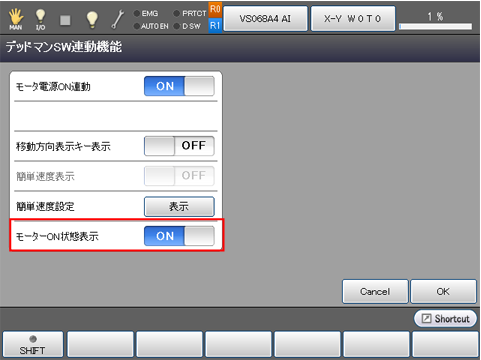 MAN I/O EMG AUTO EN PRTCT D SW R0 R1 VS068A4 AI X-Y W 0 T 0 1 %
デッドマンSW連動機能
モータ電源ON連動 ON
移動方向表示キー表示 OFF
簡単速度表示 OFF
簡単速度設定 表示
モーターON状態表示 ON
Cancel OK
Shortcut
SHIFT